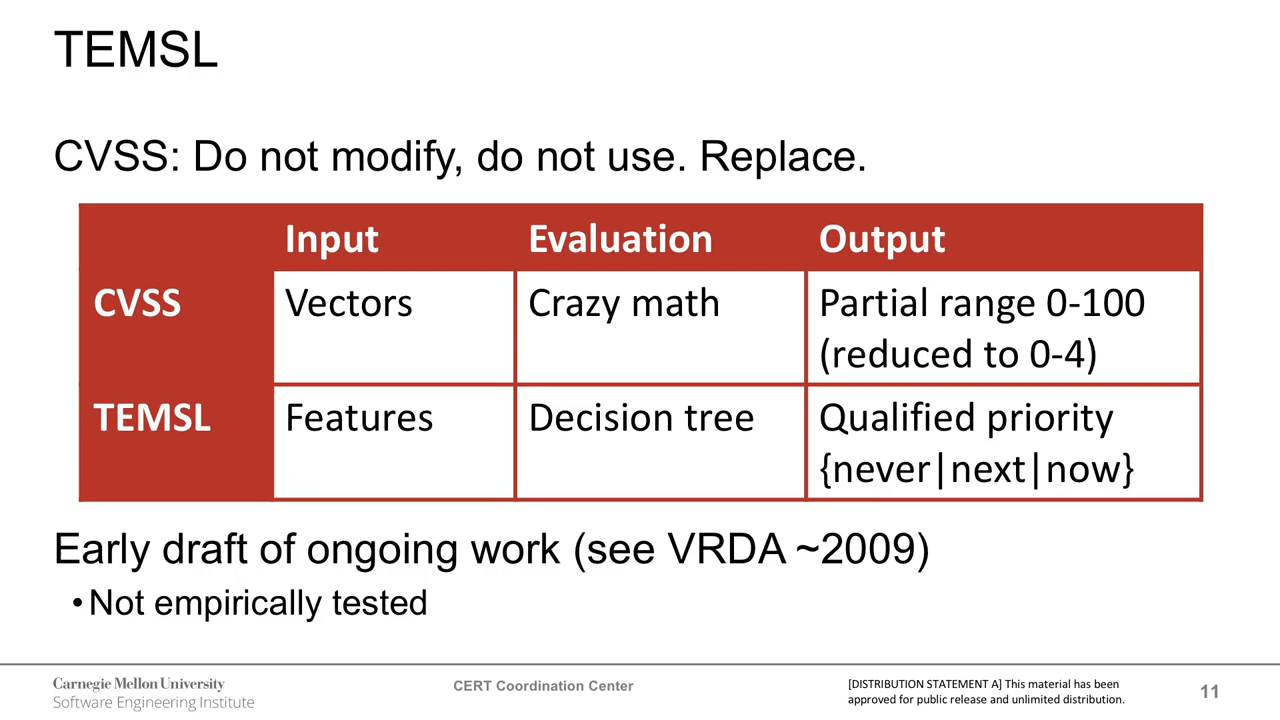 TEMSL
CVSS: Do not modify, do not use. Replace.
Input Evaluation Output
CVSS Vectors Crazy math Partial range 0-100
(reduced to 0-4)
TEMSL Features Decision tree Qualified priority
{never|next|now}
Early draft of ongoing work (see VRDA ~2009)
• Not empirically tested
Carnegie Mellon University
Software Engineering Institute
CERT Coordination Center
[DISTRIBUTION STATEMENT A] This material has been
approved for public release and unlimited distribution.
11